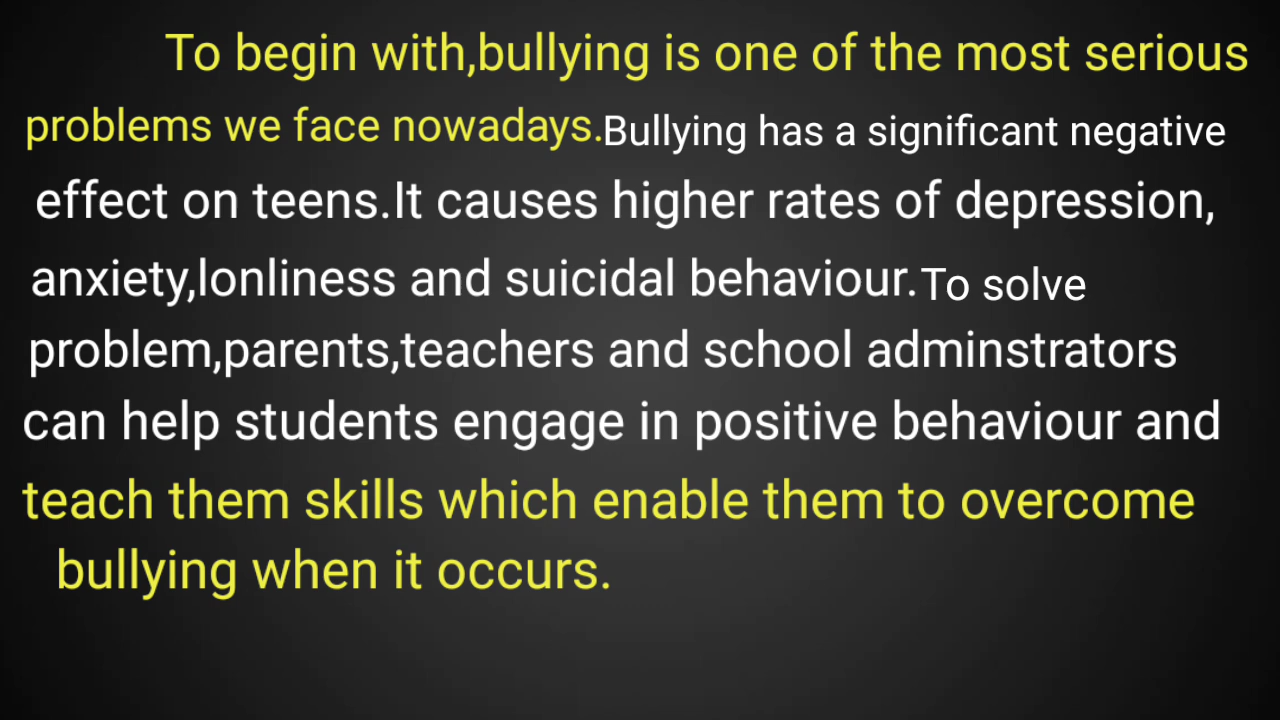 To begin with,bullying is one of the most serious
problems we face nowadays.Bullying has a significant negative
effect on teens.It causes higher rates of depression,
anxiety,lonliness and suicidal behaviour.To solve
problem,parents,teachers and school adminstrators
can help students engage in positive behaviour and
teach them skills which enable them to overcome
bullying when it occurs.